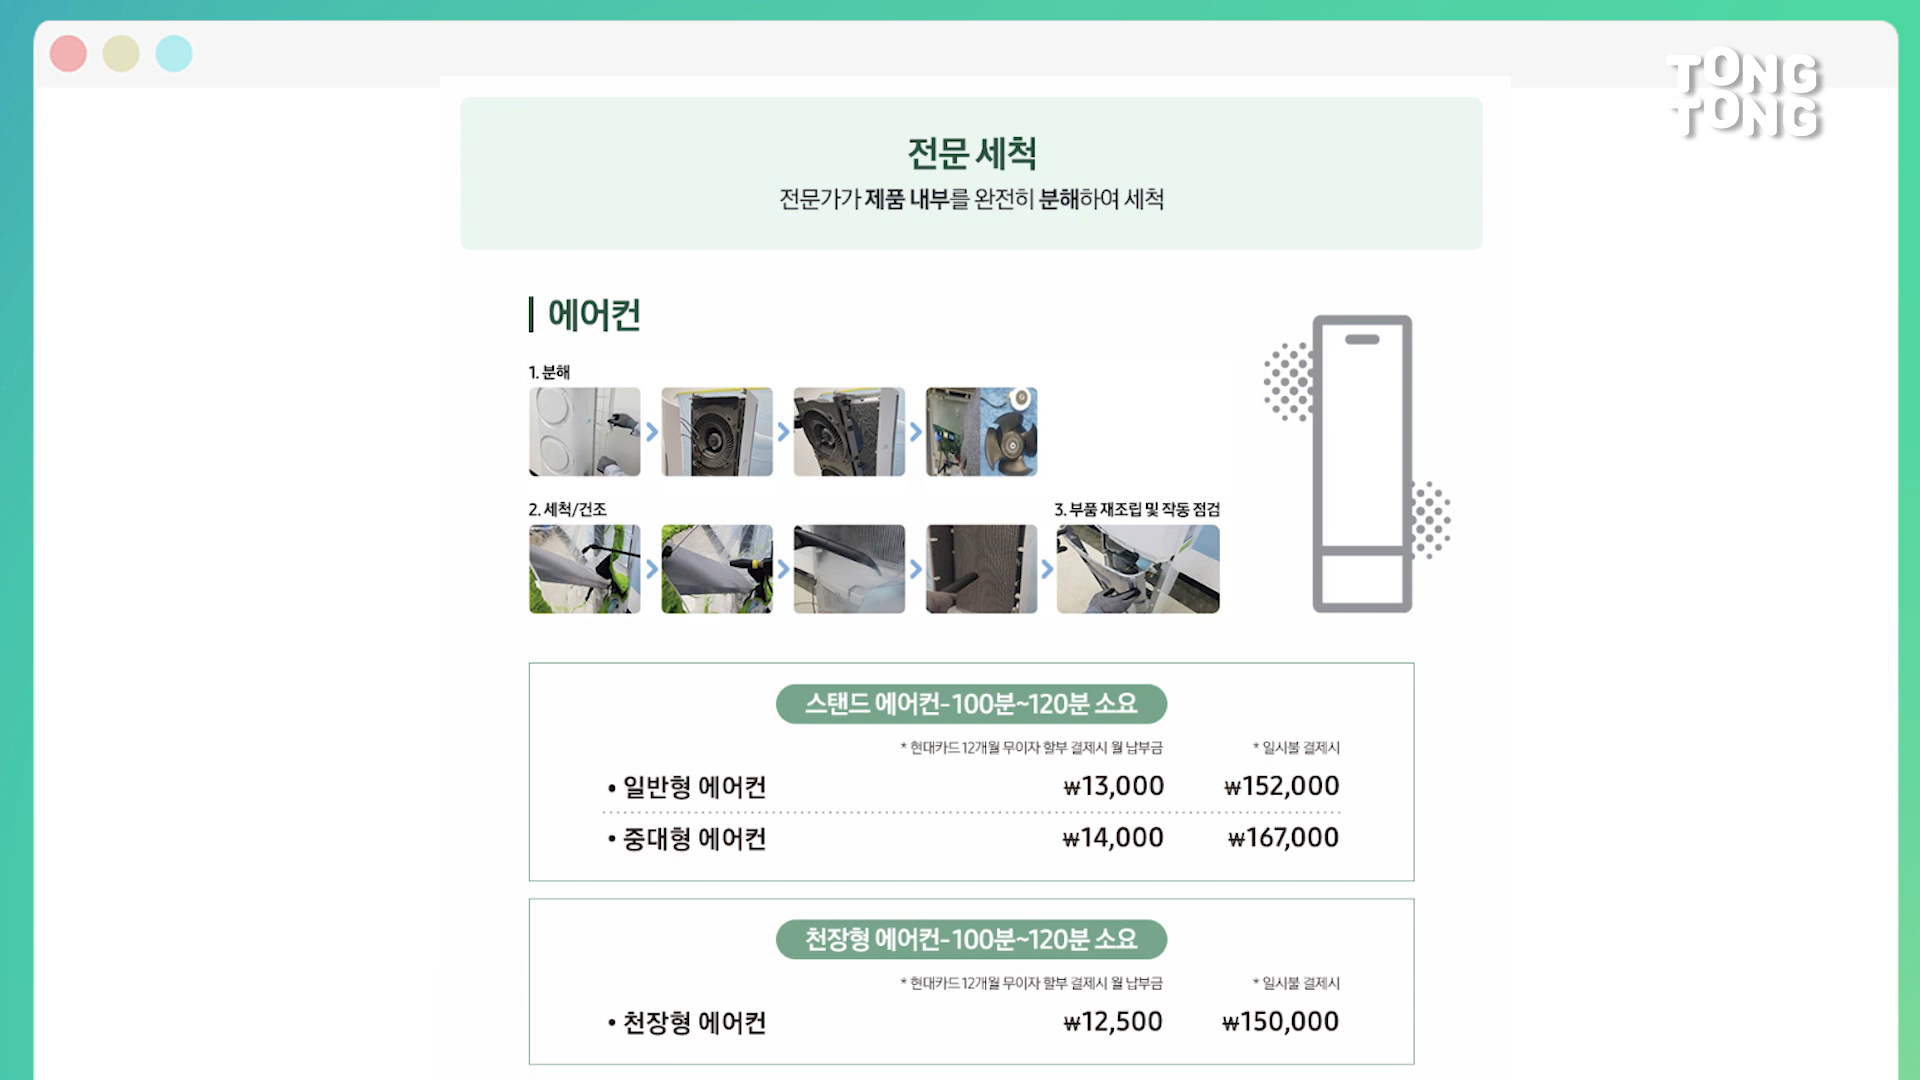 TONG
TONG
전문 세척
전문가가 제품 내부를 완전히 분해하여 세척
에어컨
1. 분해
2. 세척/건조
3. 부품 재조립 및 작동 점검
스탠드 에어컨-100분~120분 소요
* 현대카드 12개월 무이자 할부 결제시 월 납부금 * 일시불 결제시
• 일반형 에어컨 ₩13,000 ₩152,000
• 중대형 에어컨 ₩14,000 ₩167,000
천장형 에어컨-100분~120분 소요
* 현대카드 12개월 무이자 할부 결제시 월 납부금 * 일시불 결제시
• 천장형 에어컨 ₩12,500 ₩150,000